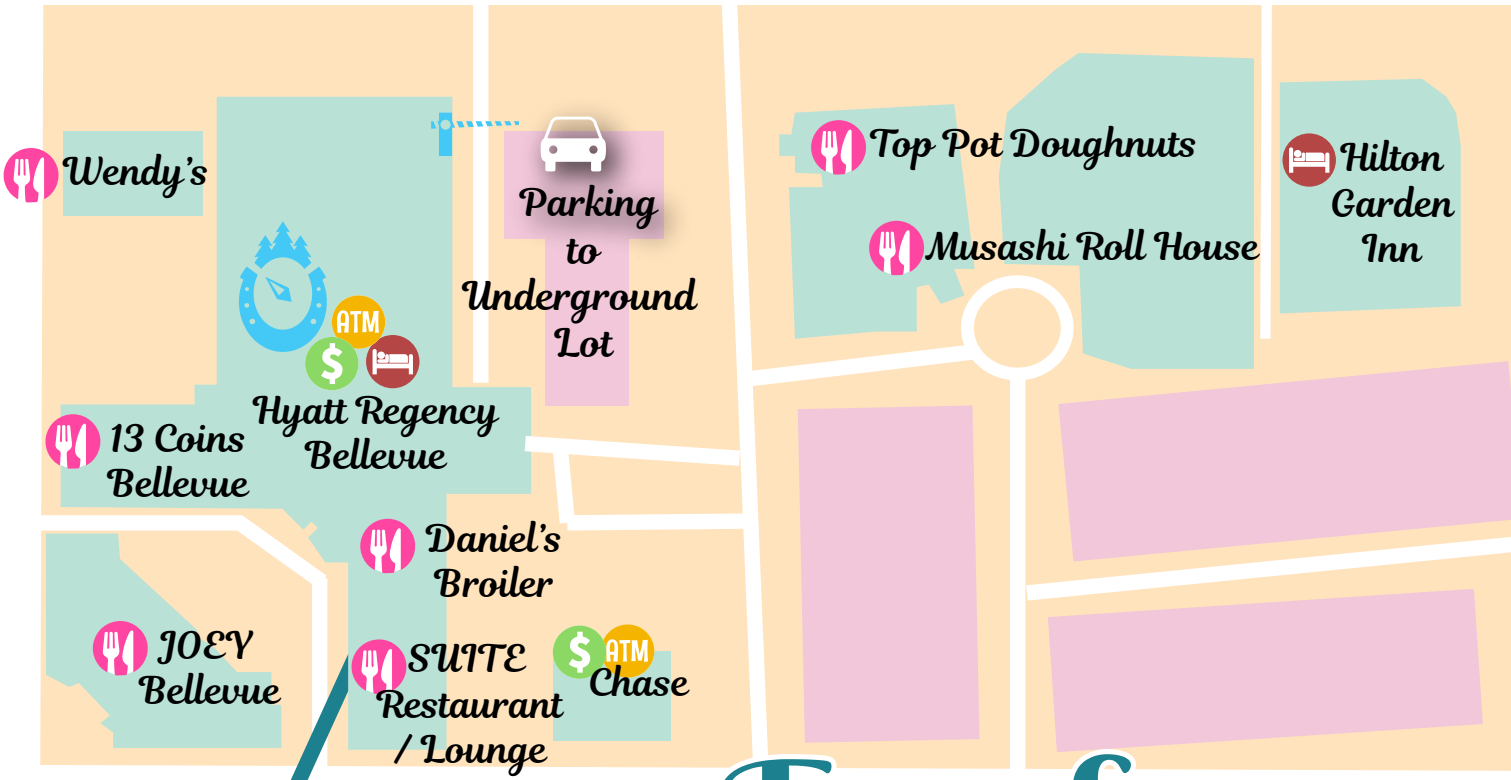 Wendy's
Parking
to
Underground
Lot
Top Pot Doughnuts
Musashi Roll House
Hilton
Garden
Inn
ATM
$
Hyatt Regency
Bellevue
13 Coins
Bellevue
Daniel's
Broiler
JOEY
Bellevue
SUITE
Restaurant
/ Lounge
$
ATM
Chase